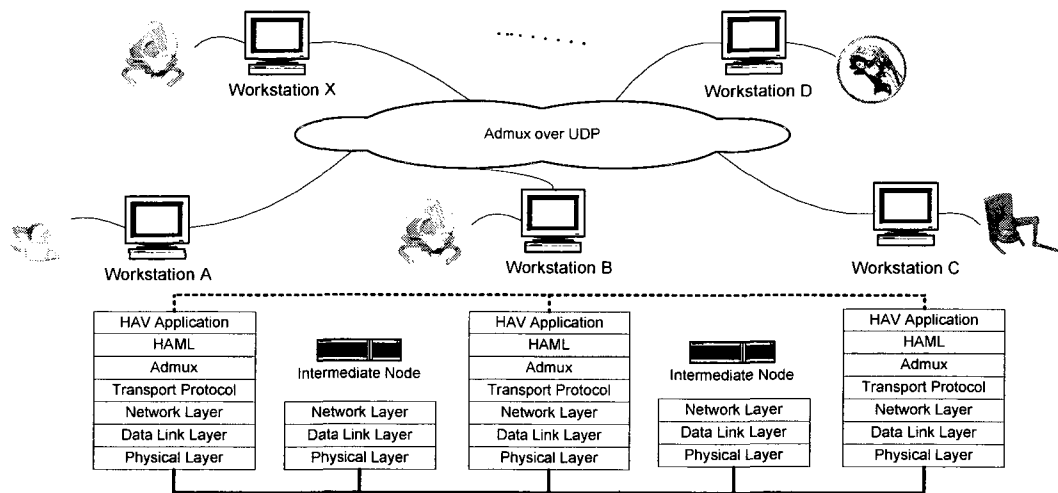 Workstation X
Workstation D
Admux over UDP
Workstation A
Workstation B
Workstation C
HAV Application
HAML
Admux
Transport Protocol
Network Layer
Data Link Layer
Physical Layer
Intermediate Node
Network Layer
Data Link Layer
Physical Layer
HAV Application
HAML
Admux
Transport Protocol
Network Layer
Data Link Layer
Physical Layer
Intermediate Node
Network Layer
Data Link Layer
Physical Layer
HAV Application
HAML
Admux
Transport Protocol
Network Layer
Data Link Layer
Physical Layer